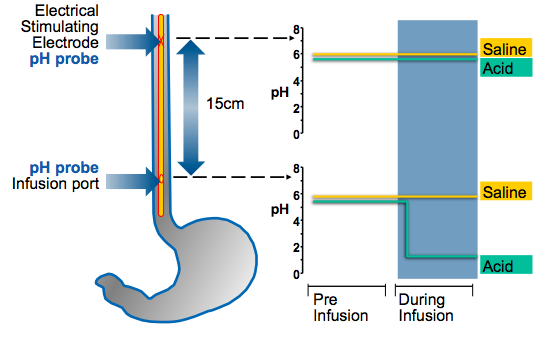 Electrical
Stimulating
Electrode
pH probe
15cm
pH probe
Infusion port
8
6
4
2
0
pH
Saline
Acid
8
6
4
2
0
pH
Saline
Acid
Pre
Infusion
During
Infusion